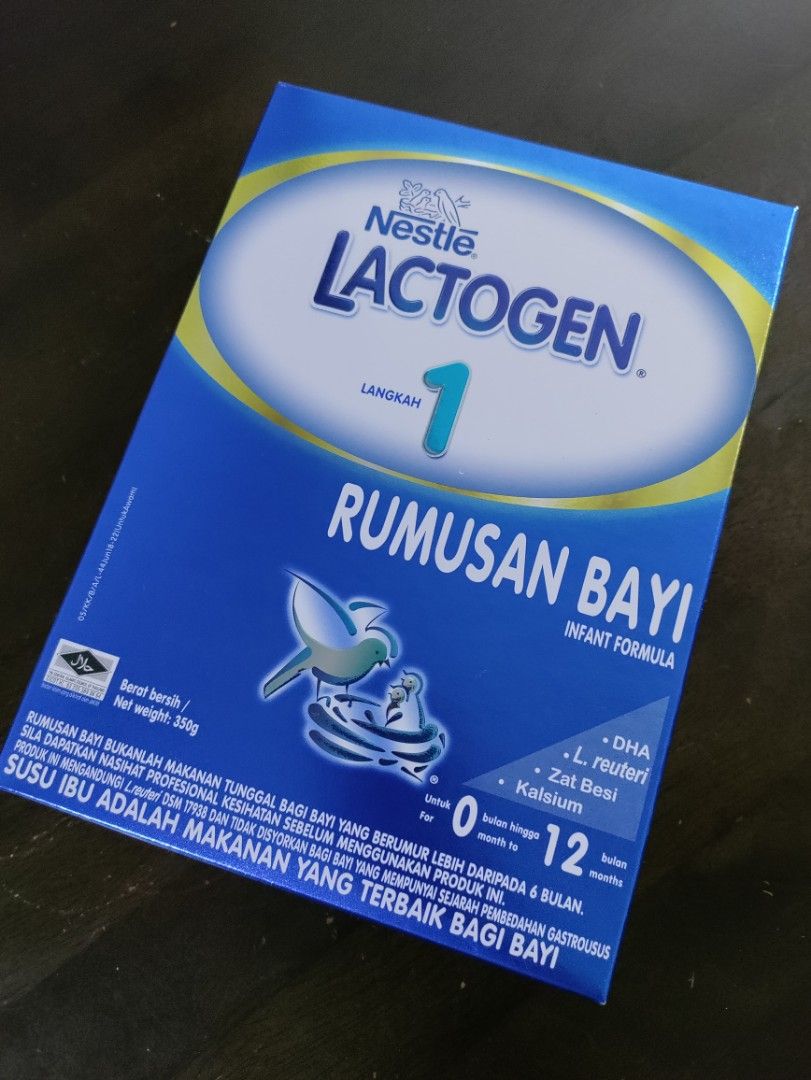 Nestlé®
LACTOGEN®
LANGKAH 1
RUMUSAN BAYI
INFANT FORMULA
حلال
Berat bersih /
Net weight: 350g
• DHA
• L. reuteri
• Zat Besi
• Kalsium
Untuk 0 bulan hingga 12 bulan
For month to months
RUMUSAN BAYI BUKANLAH MAKANAN TUNGGAL BAGI BAYI YANG BERUMUR LEBIH DARIPADA 6 BULAN.
SILA DAPATKAN NASIHAT PROFESIONAL KESIHATAN SEBELUM MENGGUNAKAN PRODUK INI.
PRODUK INI MENGANDUNGI L.reuteri DSM 17938 DAN TIDAK DISYORKAN BAGI BAYI YANG MEMPUNYAI SEJARAH PEMBEDAHAN GASTROUSUS
SUSU IBU ADALAH MAKANAN YANG TERBAIK BAGI BAYI